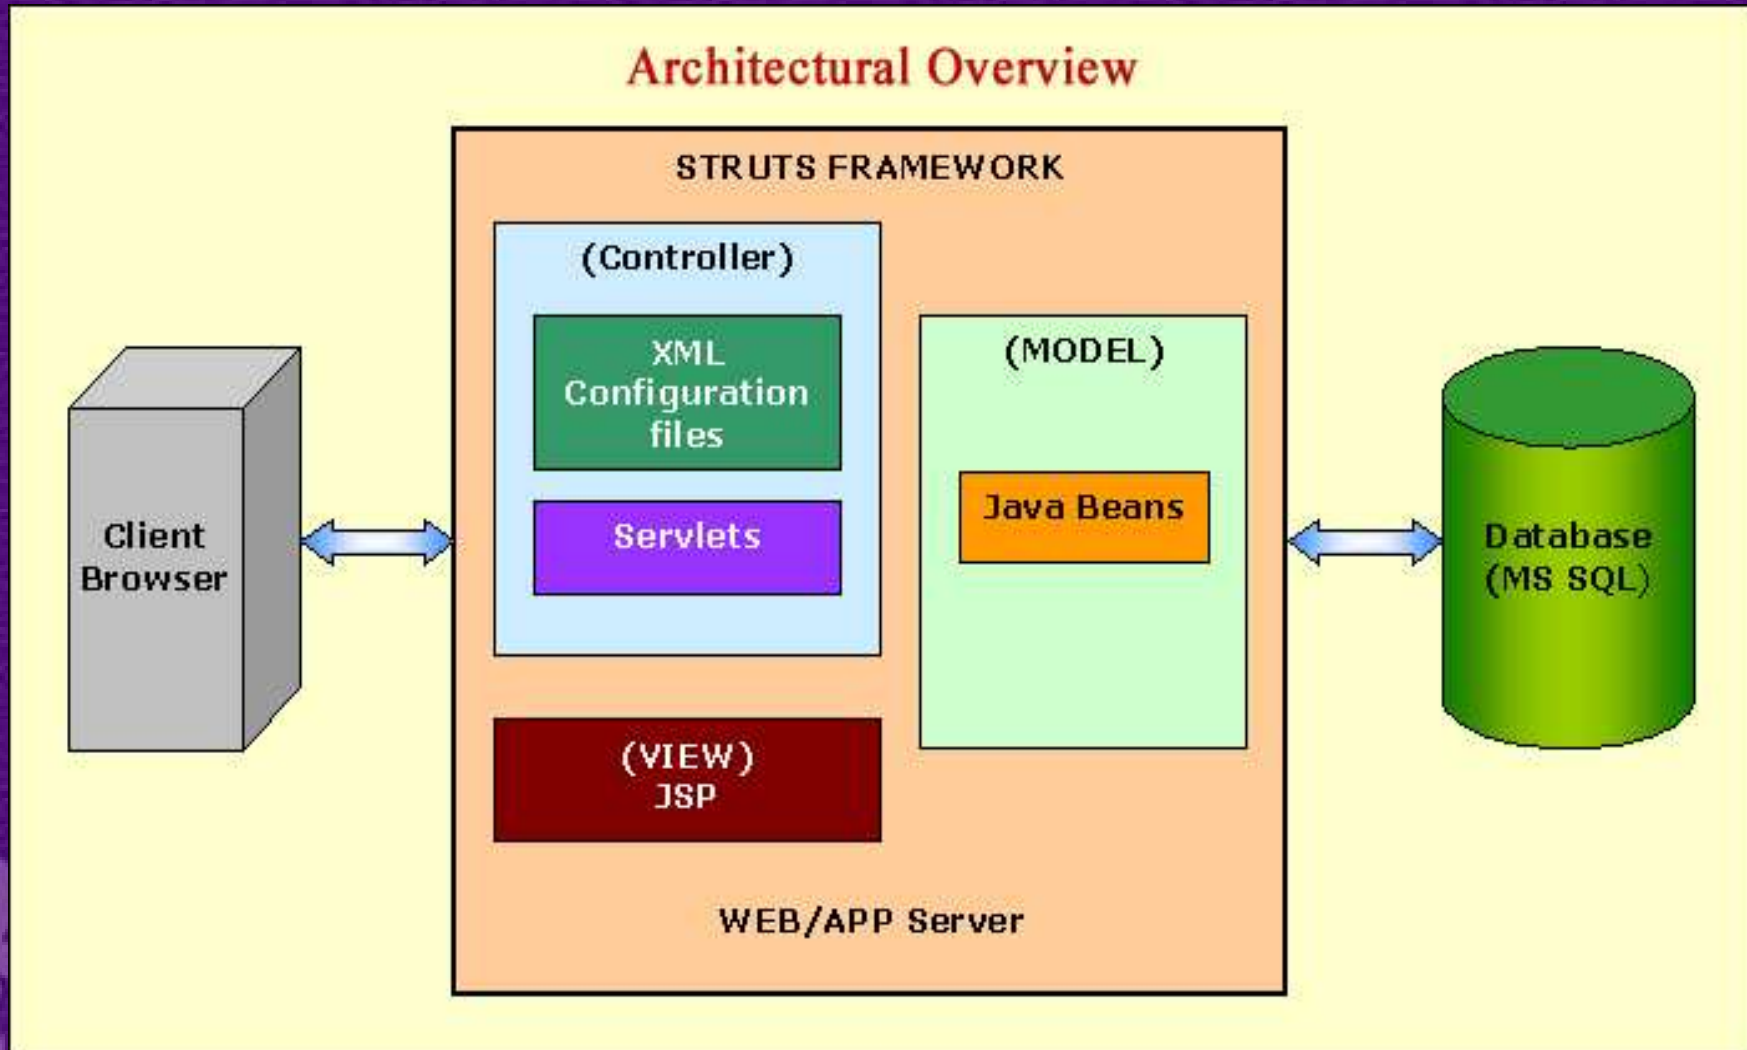 Architectural Overview
STRUTS FRAMEWORK
(Controller)
XML
Configuration
files
Servlets
(MODEL)
Java Beans
(VIEW)
JSP
WEB/APP Server
Client
Browser
Database
(MS SQL)